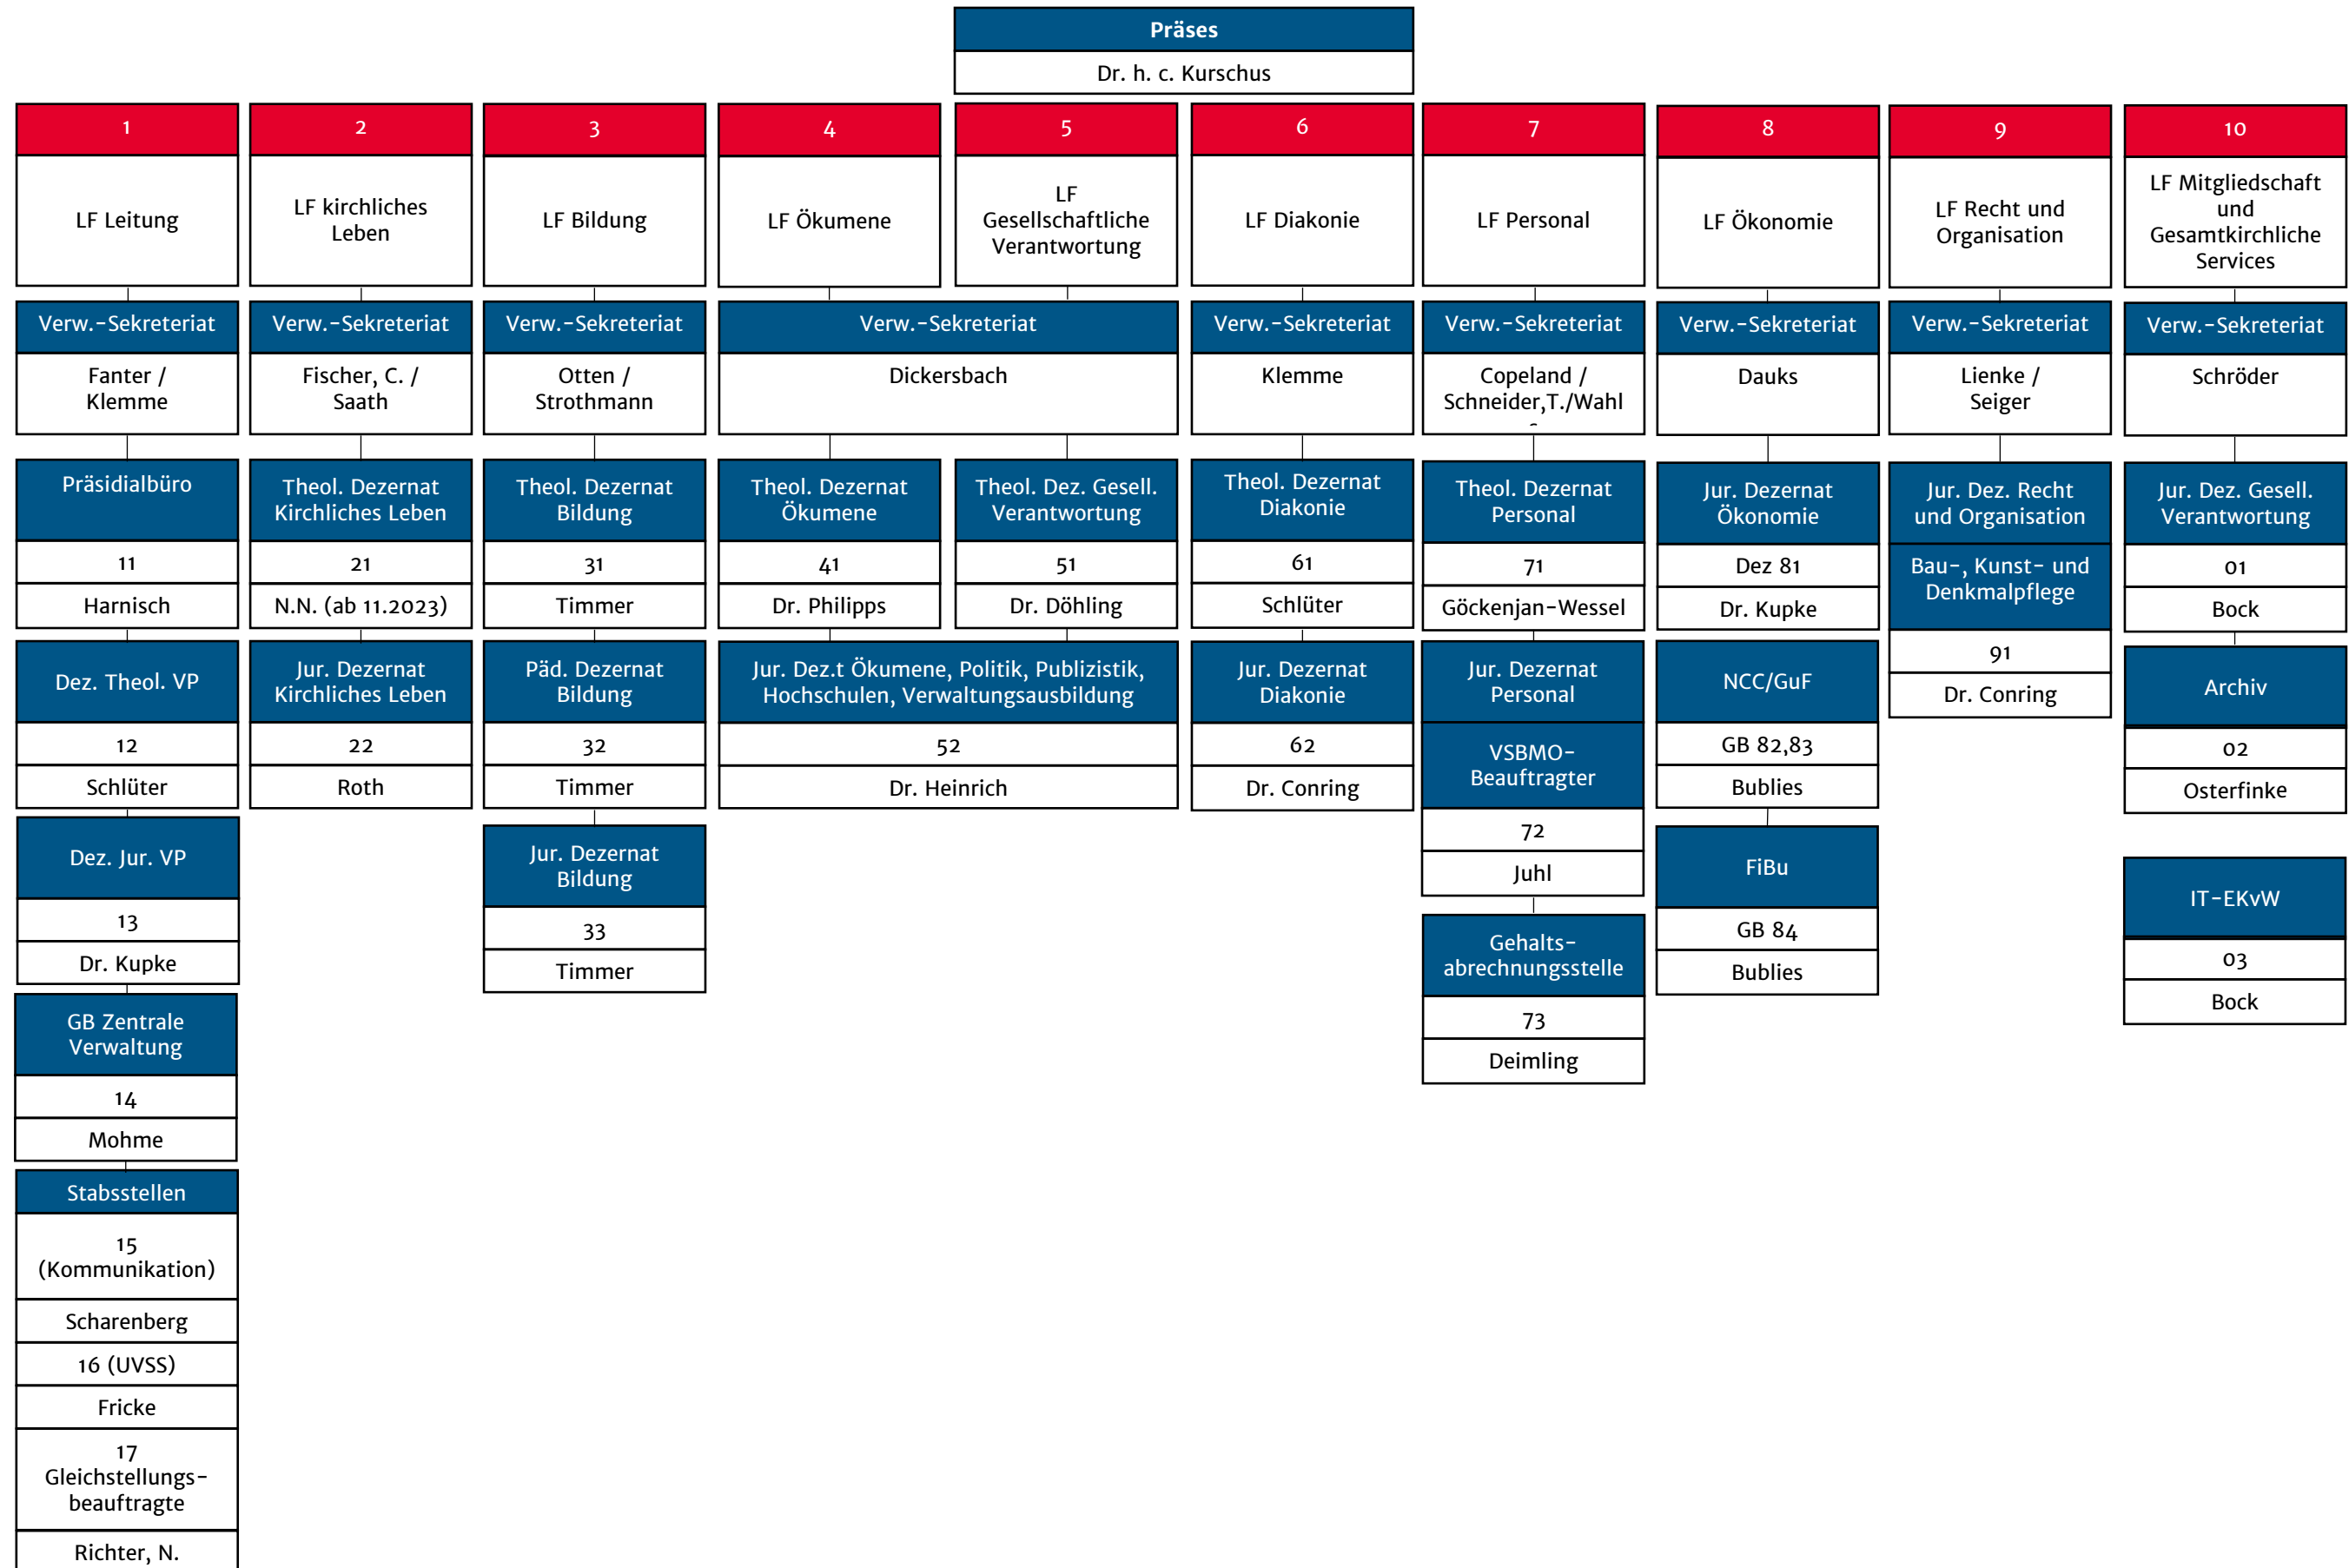 Präses
Dr. h. c. Kurschus
1
LF Leitung
Verw.-Sekreteriat
Fanter /
Klemme
Präsidialbüro
11
Harnisch
Dez. Theol. VP
12
Schlüter
Dez. Jur. VP
13
Dr. Kupke
GB Zentrale
Verwaltung
14
Mohme
Stabsstellen
15
(Kommunikation)
Scharenberg
16 (UVSS)
Fricke
17
Gleichstellungs-
beauftragte
Richter, N.
2
LF kirchliches
Leben
Verw.-Sekreteriat
Fischer, C. /
Saath
Theol. Dezernat
Kirchliches Leben
21
N.N. (ab 11.2023)
Jur. Dezernat
Kirchliches Leben
22
Roth
3
LF Bildung
Verw.-Sekreteriat
Otten /
Strothmann
Theol. Dezernat
Bildung
31
Timmer
Päd. Dezernat
Bildung
32
Timmer
Jur. Dezernat
Bildung
33
Timmer
4
LF Ökumene
5
LF
Gesellschaftliche
Verantwortung
Verw.-Sekreteriat
Dickersbach
Theol. Dezernat
Ökumene
41
Dr. Philipps
Theol. Dez. Gesell.
Verantwortung
51
Dr. Döhling
Jur. Dez.t Ökumene, Politik, Publizistik,
Hochschulen, Verwaltungsausbildung
52
Dr. Heinrich
6
LF Diakonie
Verw.-Sekreteriat
Klemme
Theol. Dezernat
Diakonie
61
Schlüter
Jur. Dezernat
Diakonie
62
Dr. Conring
7
LF Personal
Verw.-Sekreteriat
Copeland /
Schneider,T./Wahl
Theol. Dezernat
Personal
71
Göckenjan-Wessel
Jur. Dezernat
Personal
VSBMO-
Beauftragter
72
Juhl
Gehalts-
abrechnungsstelle
73
Deimling
8
LF Ökonomie
Verw.-Sekreteriat
Dauks
Jur. Dezernat
Ökonomie
Dez 81
Dr. Kupke
NCC/GuF
GB 82,83
Bublies
FiBu
GB 84
Bublies
9
LF Recht und
Organisation
Verw.-Sekreteriat
Lienke /
Seiger
Jur. Dez. Recht
und Organisation
Bau-, Kunst- und
Denkmalpflege
91
Dr. Conring
10
LF Mitgliedschaft
und
Gesamtkirchliche
Services
Verw.-Sekreteriat
Schröder
Jur. Dez. Gesell.
Verantwortung
01
Bock
Archiv
02
Osterfinke
IT-EKvW
03
Bock